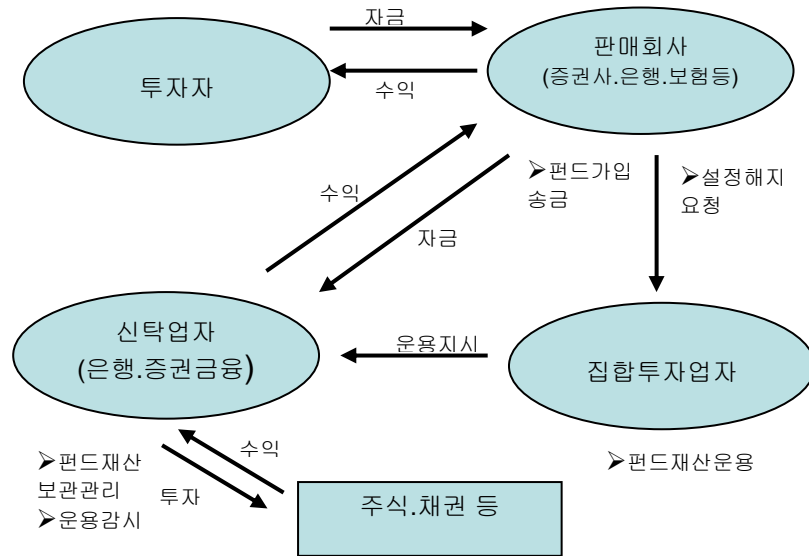 자금
투자자
판매회사
(증권사.은행.보험등)
수익
수익
자금
➢펀드가입
송금
➢설정해지
요청
신탁업자
(은행.증권금융)
운용지시
집합투자업자
➢펀드재산
보관관리
➢운용감시
수익
투자
➢펀드재산운용
주식.채권 등